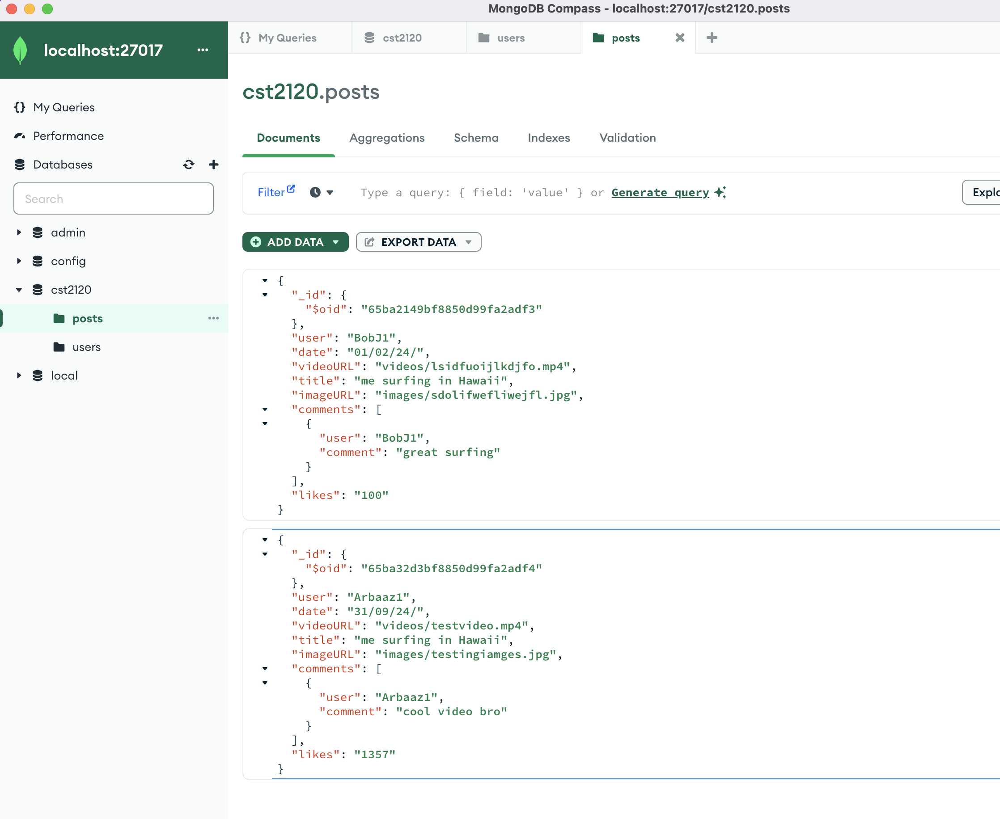 MongoDB Compass - localhost:27017/cst2120.posts
localhost:27017
My Queries
cst2120
users
posts
My Queries
Performance
Databases
Search
admin
config
cst2120
posts
users
local
cst2120.posts
Documents
Aggregations
Schema
Indexes
Validation
Filter
Type a query: { field: 'value' } or Generate query
ADD DATA
EXPORT DATA
{
"_id": {
"$oid": "65ba2149bf8850d99fa2adf3"
},
"user": "BobJ1",
"date": "01/02/24/",
"videoURL": "videos/lsidfuoijlkdjfo.mp4",
"title": "me surfing in Hawaii",
"imageURL": "images/sdolifwefliwejfl.jpg",
"comments": [
{
"user": "BobJ1",
"comment": "great surfing"
}
],
"likes": "100"
}
{
"_id": {
"$oid": "65ba32d3bf8850d99fa2adf4"
},
"user": "Arbaaz1",
"date": "31/09/24/",
"videoURL": "videos/testvideo.mp4",
"title": "me surfing in Hawaii",
"imageURL": "images/testingiamges.jpg",
"comments": [
{
"user": "Arbaaz1",
"comment": "cool video bro"
}
],
"likes": "1357"
}